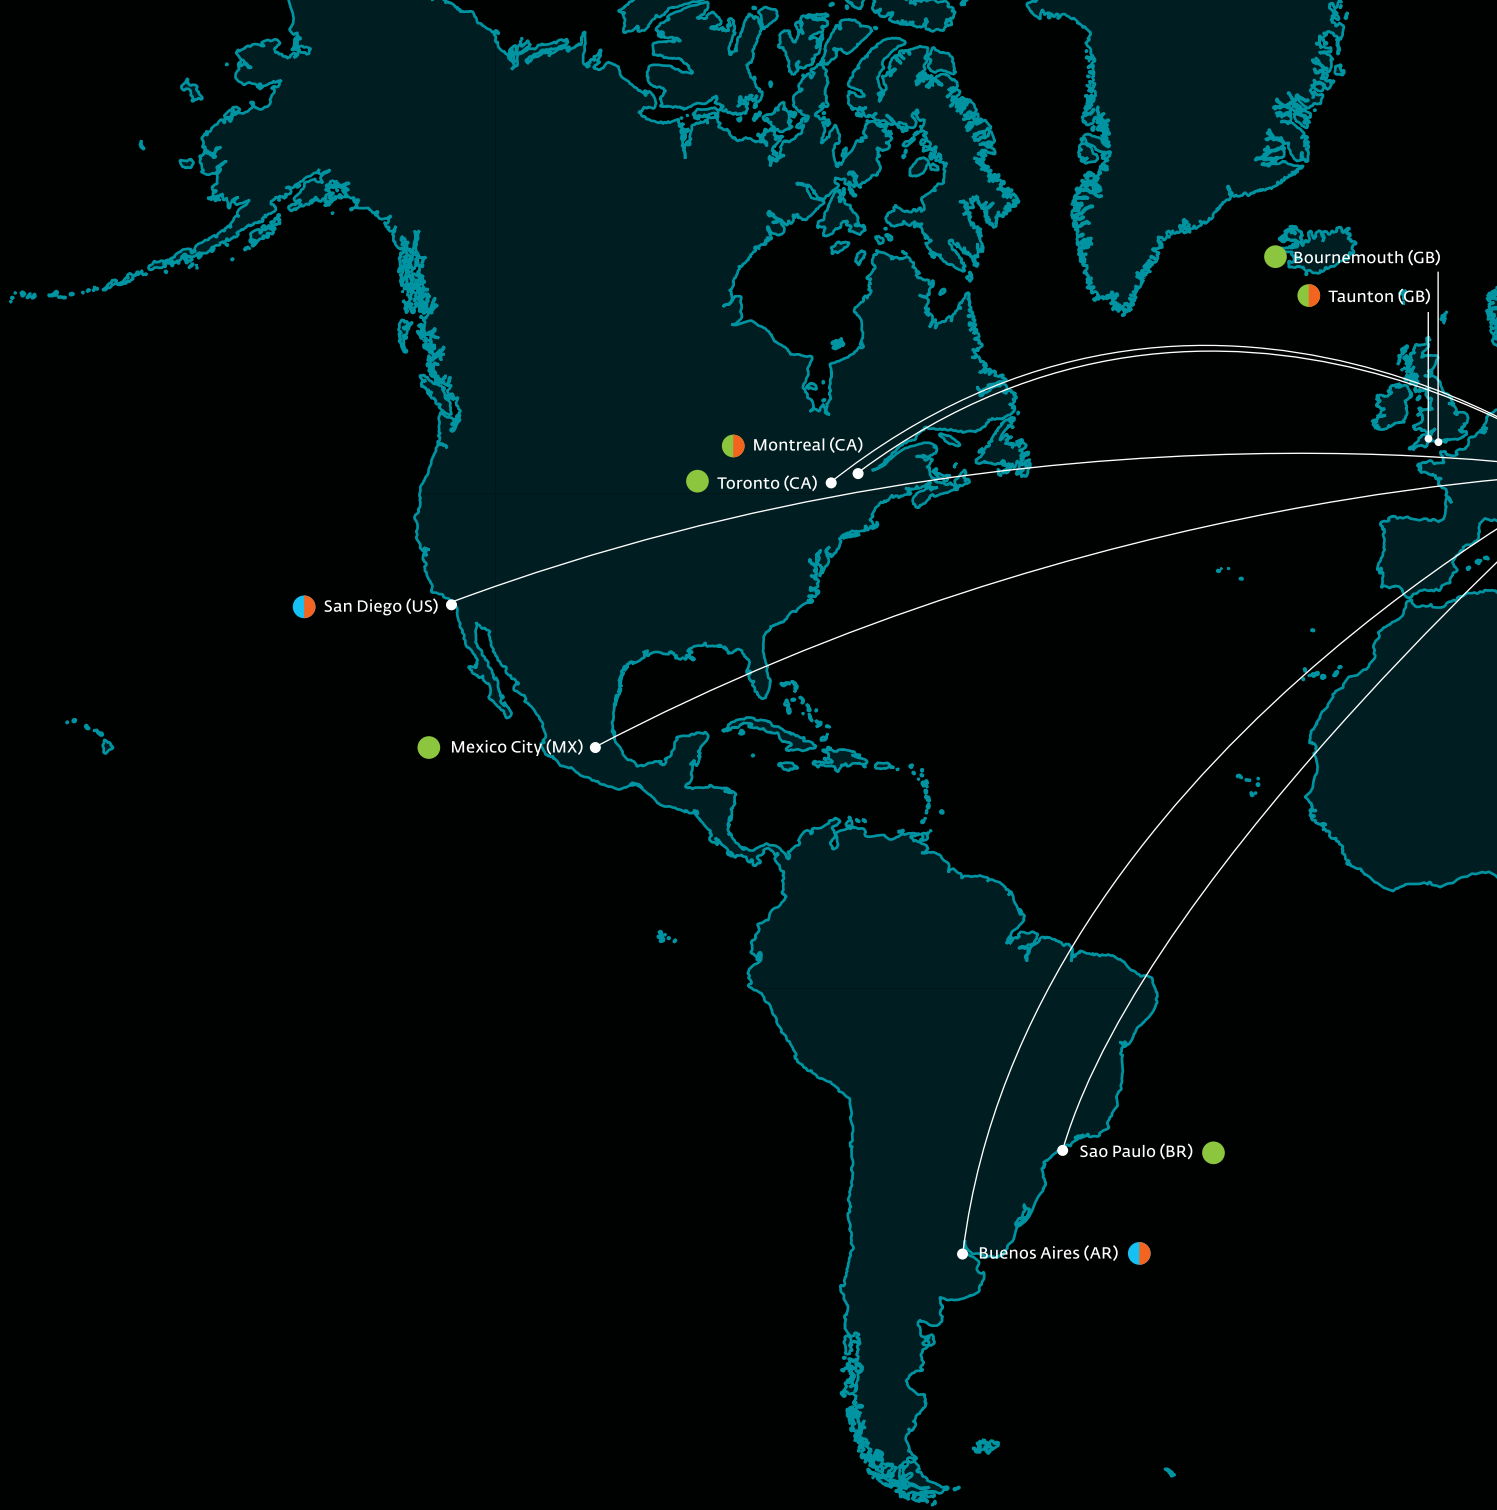 Bournemouth (GB)
Taunton (GB)
Montreal (CA)
Toronto (CA)
San Diego (US)
Mexico City (MX)
Sao Paulo (BR)
Buenos Aires (AR)